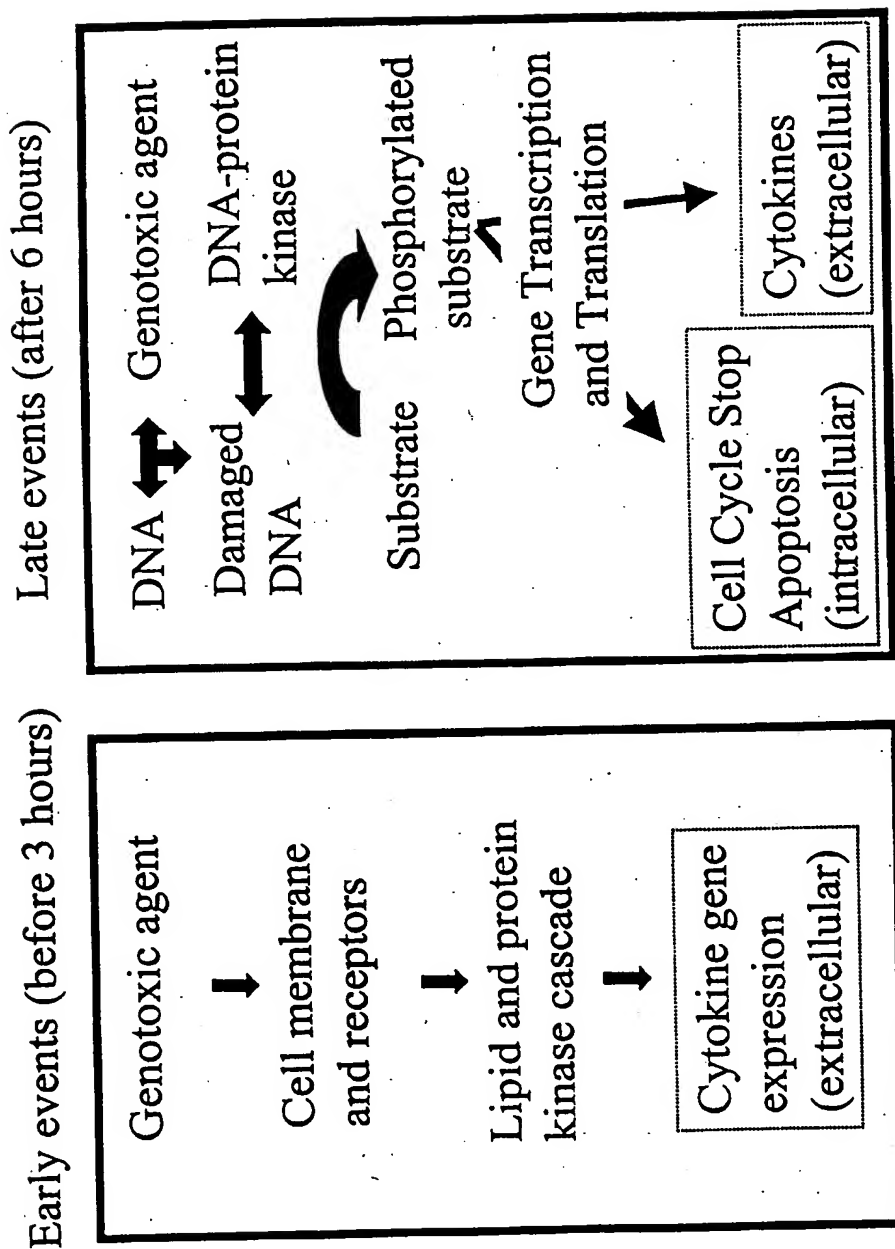 Early events (before 3 hours)
Genotoxic agent
Cell membrane
and receptors
Lipid and protein
kinase cascade
Cytokine gene
expression
(extracellular)
Late events (after 6 hours)
DNA
Genotoxic agent
Damaged
DNA
DNA-protein
kinase
Substrate
Phosphorylated
substrate
Gene Transcription
and Translation
Cell Cycle Stop
Apoptosis
(intracellular)
Cytokines
(extracellular)